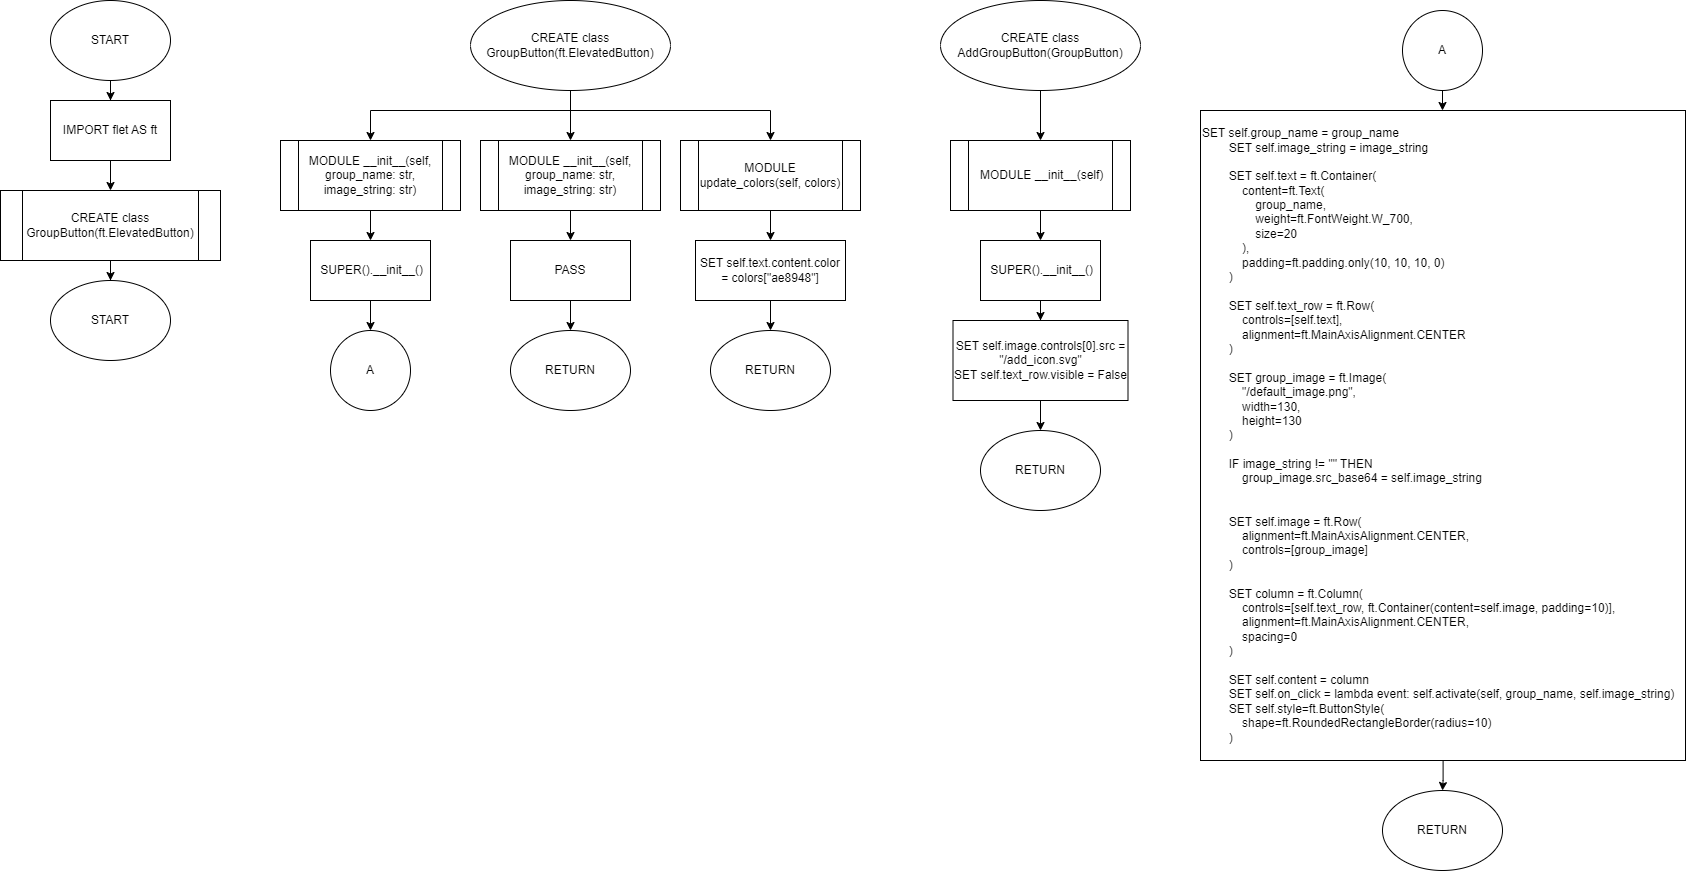 START
IMPORT flet AS ft
CREATE class
GroupButton(ft.ElevatedButton)
START
CREATE class
GroupButton(ft.ElevatedButton)
MODULE __init__(self,
group_name: str,
image_string: str)
SUPER().__init__()
A
MODULE __init__(self,
group_name: str,
image_string: str)
PASS
RETURN
MODULE
update_colors(self, colors)
SET self.text.content.color
= colors["ae8948"]
RETURN
CREATE class
AddGroupButton(GroupButton)
MODULE __init__(self)
SUPER().__init__()
SET self.image.controls[0].src =
"/add_icon.svg"
SET self.text_row.visible = False
RETURN
A
SET self.group_name = group_name
SET self.image_string = image_string
SET self.text = ft.Container(
content=ft.Text(
group_name,
weight=ft.FontWeight.W_700,
size=20
),
padding=ft.padding.only(10, 10, 10, 0)
)
SET self.text_row = ft.Row(
controls=[self.text],
alignment=ft.MainAxisAlignment.CENTER
)
SET group_image = ft.Image(
"/default_image.png",
width=130,
height=130
)
IF image_string != "" THEN
group_image.src_base64 = self.image_string
SET self.image = ft.Row(
alignment=ft.MainAxisAlignment.CENTER,
controls=[group_image]
)
SET column = ft.Column(
controls=[self.text_row, ft.Container(content=self.image, padding=10)],
alignment=ft.MainAxisAlignment.CENTER,
spacing=0
)
SET self.content = column
SET self.on_click = lambda event: self.activate(self, group_name, self.image_string)
SET self.style=ft.ButtonStyle(
shape=ft.RoundedRectangleBorder(radius=10)
)
RETURN